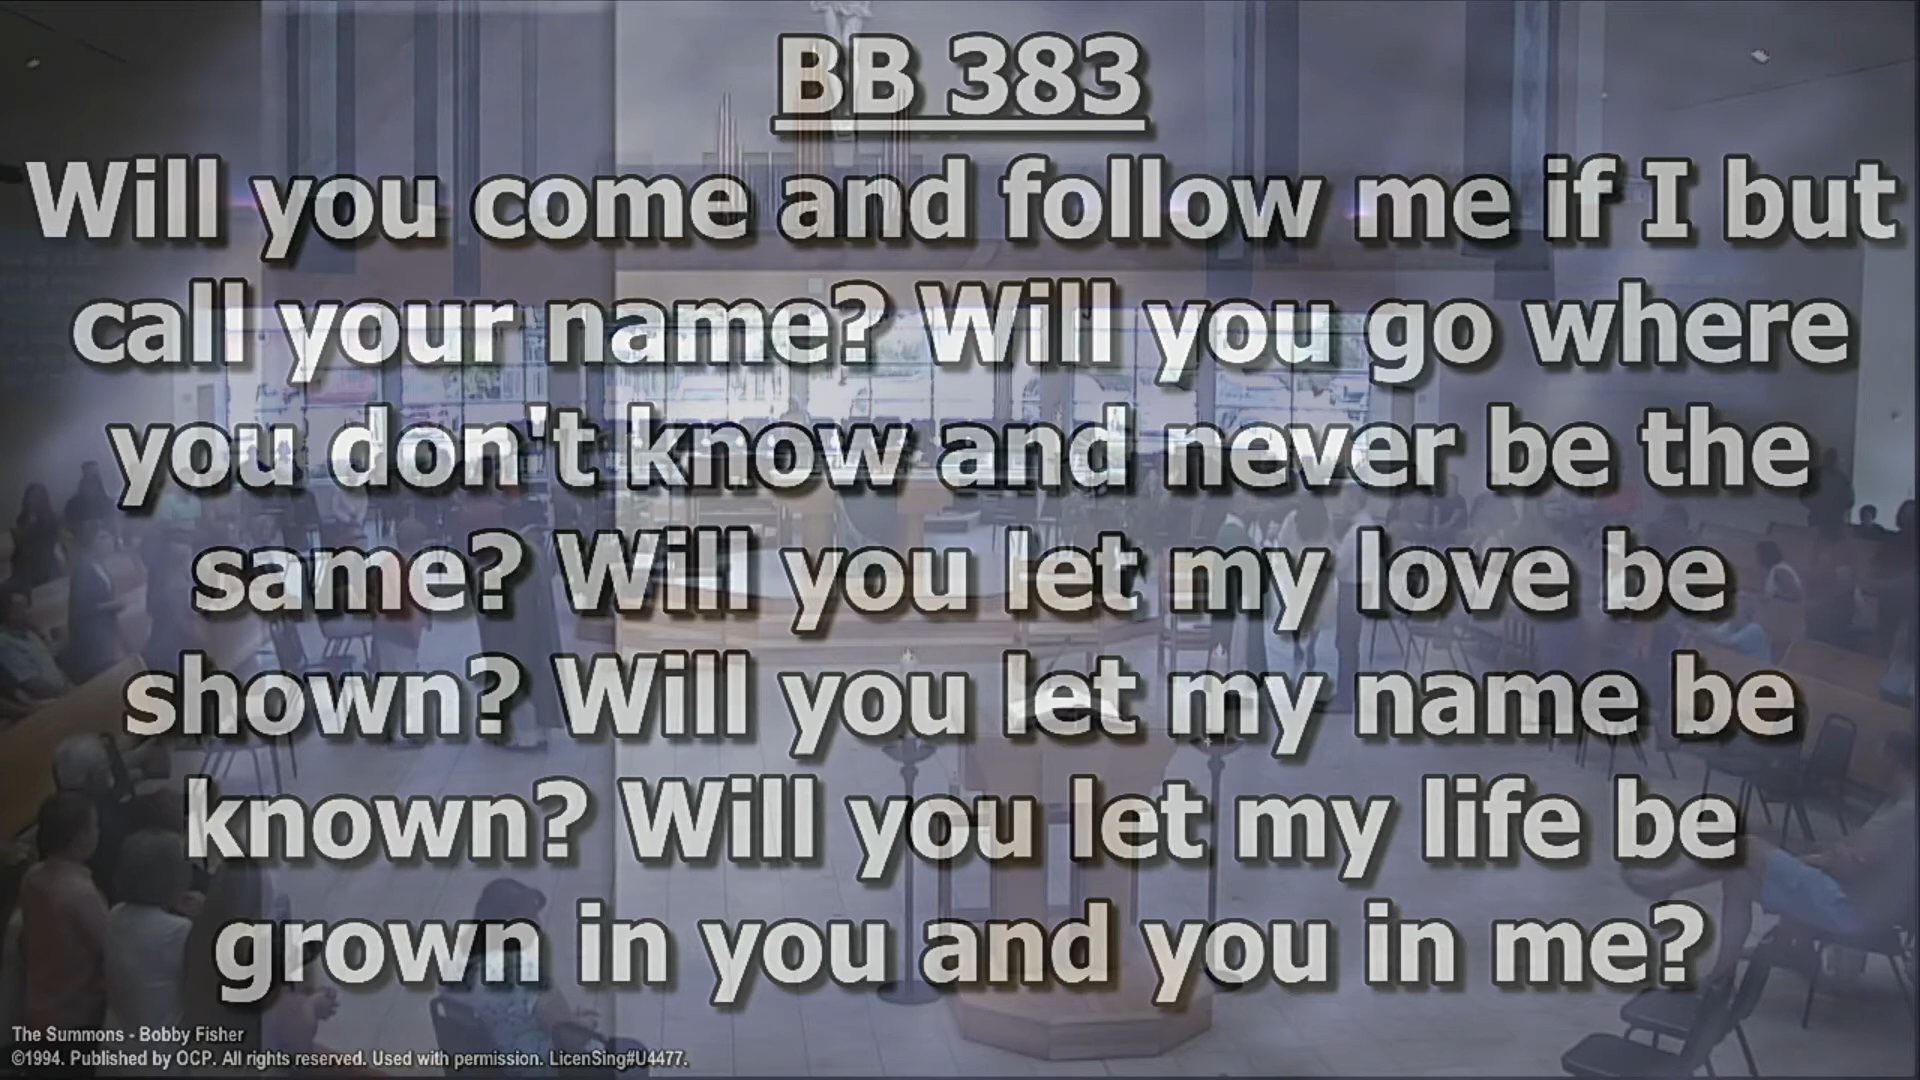 BB 383
Will you come and follow me if I but
call your name? Will you go where
you don't know and never be the
same? Will you let my love be
shown? Will you let my name be
known? Will you let my life be
grown in you and you in me?
The Summons - Bobby Fisher
©1994. Published by OCP. All rights reserved. Used with permission. LicenSing#U4477.